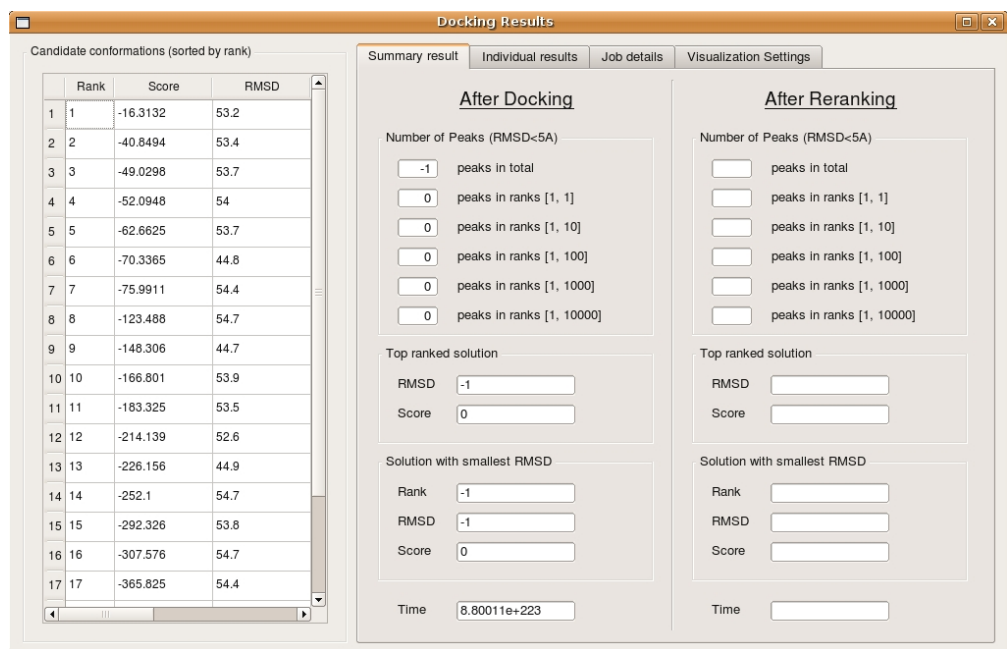 Docking Results
Candidate conformations (sorted by rank)
Rank Score RMSD
1 1 -16.3132 53.2
2 2 -40.8494 53.4
3 3 -49.0298 53.7
4 4 -52.0948 54
5 5 -62.6625 53.7
6 6 -70.3365 44.8
7 7 -75.9911 54.4
8 8 -123.488 54.7
9 9 -148.306 44.7
10 10 -166.801 53.9
11 11 -183.325 53.5
12 12 -214.139 52.6
13 13 -226.156 44.9
14 14 -252.1 54.7
15 15 -292.326 53.8
16 16 -307.576 54.7
17 17 -365.825 54.4
Summary result Individual results Job details Visualization Settings
After Docking
Number of Peaks (RMSD<5A)
-1 peaks in total
0 peaks in ranks [1, 1]
0 peaks in ranks [1, 10]
0 peaks in ranks [1, 100]
0 peaks in ranks [1, 1000]
0 peaks in ranks [1, 10000]
Top ranked solution
RMSD -1
Score 0
Solution with smallest RMSD
Rank -1
RMSD -1
Score 0
Time 8.80011e+223
After Reranking
Number of Peaks (RMSD<5A)
peaks in total
peaks in ranks [1, 1]
peaks in ranks [1, 10]
peaks in ranks [1, 100]
peaks in ranks [1, 1000]
peaks in ranks [1, 10000]
Top ranked solution
RMSD
Score
Solution with smallest RMSD
Rank
RMSD
Score
Time